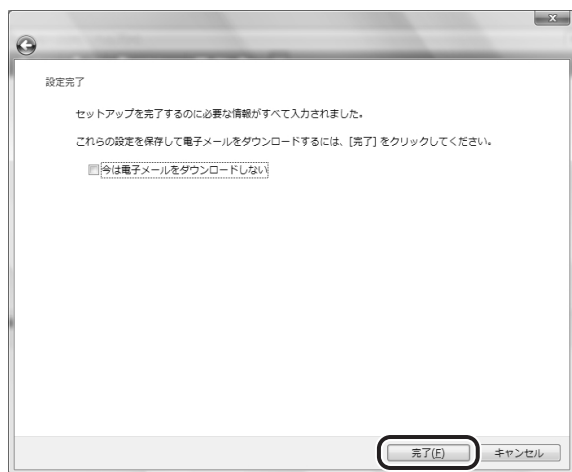 設定完了
セットアップを完了するのに必要な情報がすべて入力されました。
これらの設定を保存して電子メールをダウンロードするには、[完了] をクリックしてください。
今は電子メールをダウンロードしない
完了(F) キャンセル